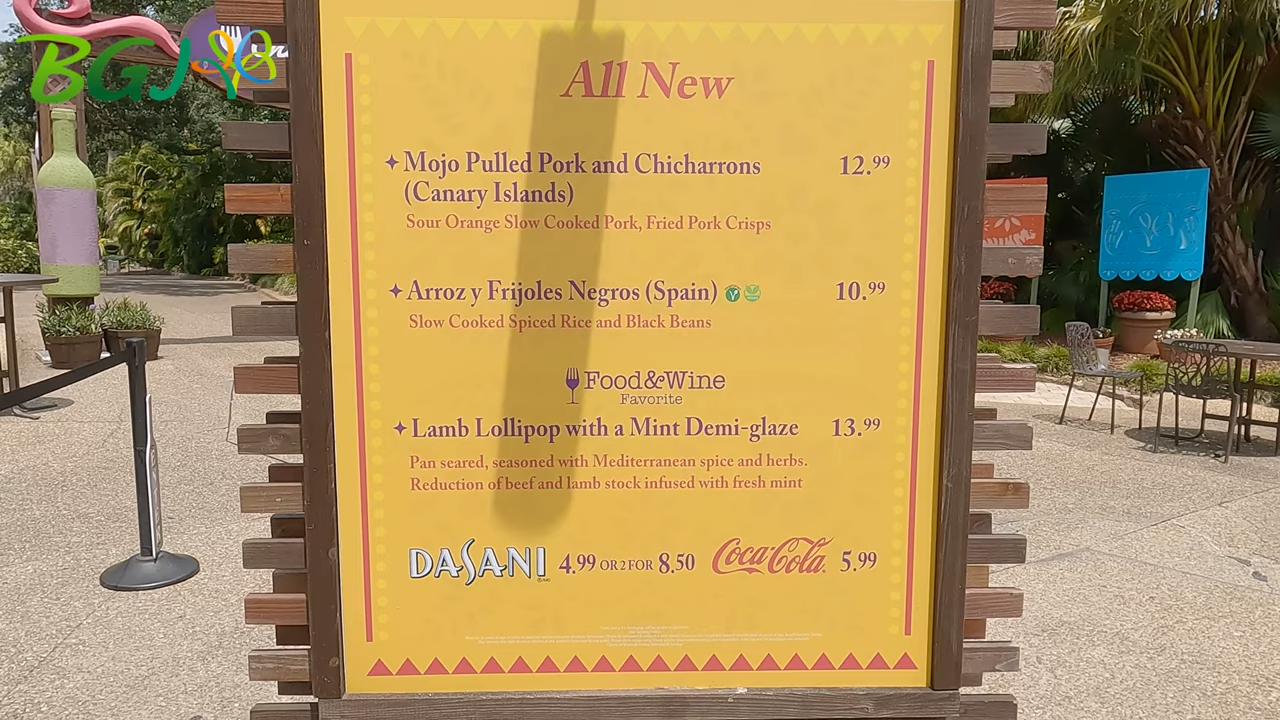 BGJ
All New
Mojo Pulled Pork and Chicharrons 12.99
(Canary Islands)
Sour Orange Slow Cooked Pork, Fried Pork Crisps
Arroz y Frijoles Negros (Spain) 10.99
Slow Cooked Spiced Rice and Black Beans
Food&Wine
Favorite
Lamb Lollipop with a Mint Demi-glaze 13.99
Pan seared, seasoned with Mediterranean spice and herbs.
Reduction of beef and lamb stock infused with fresh mint
DASANI 4.99 OR 2 FOR 8.50 Coca-Cola 5.99